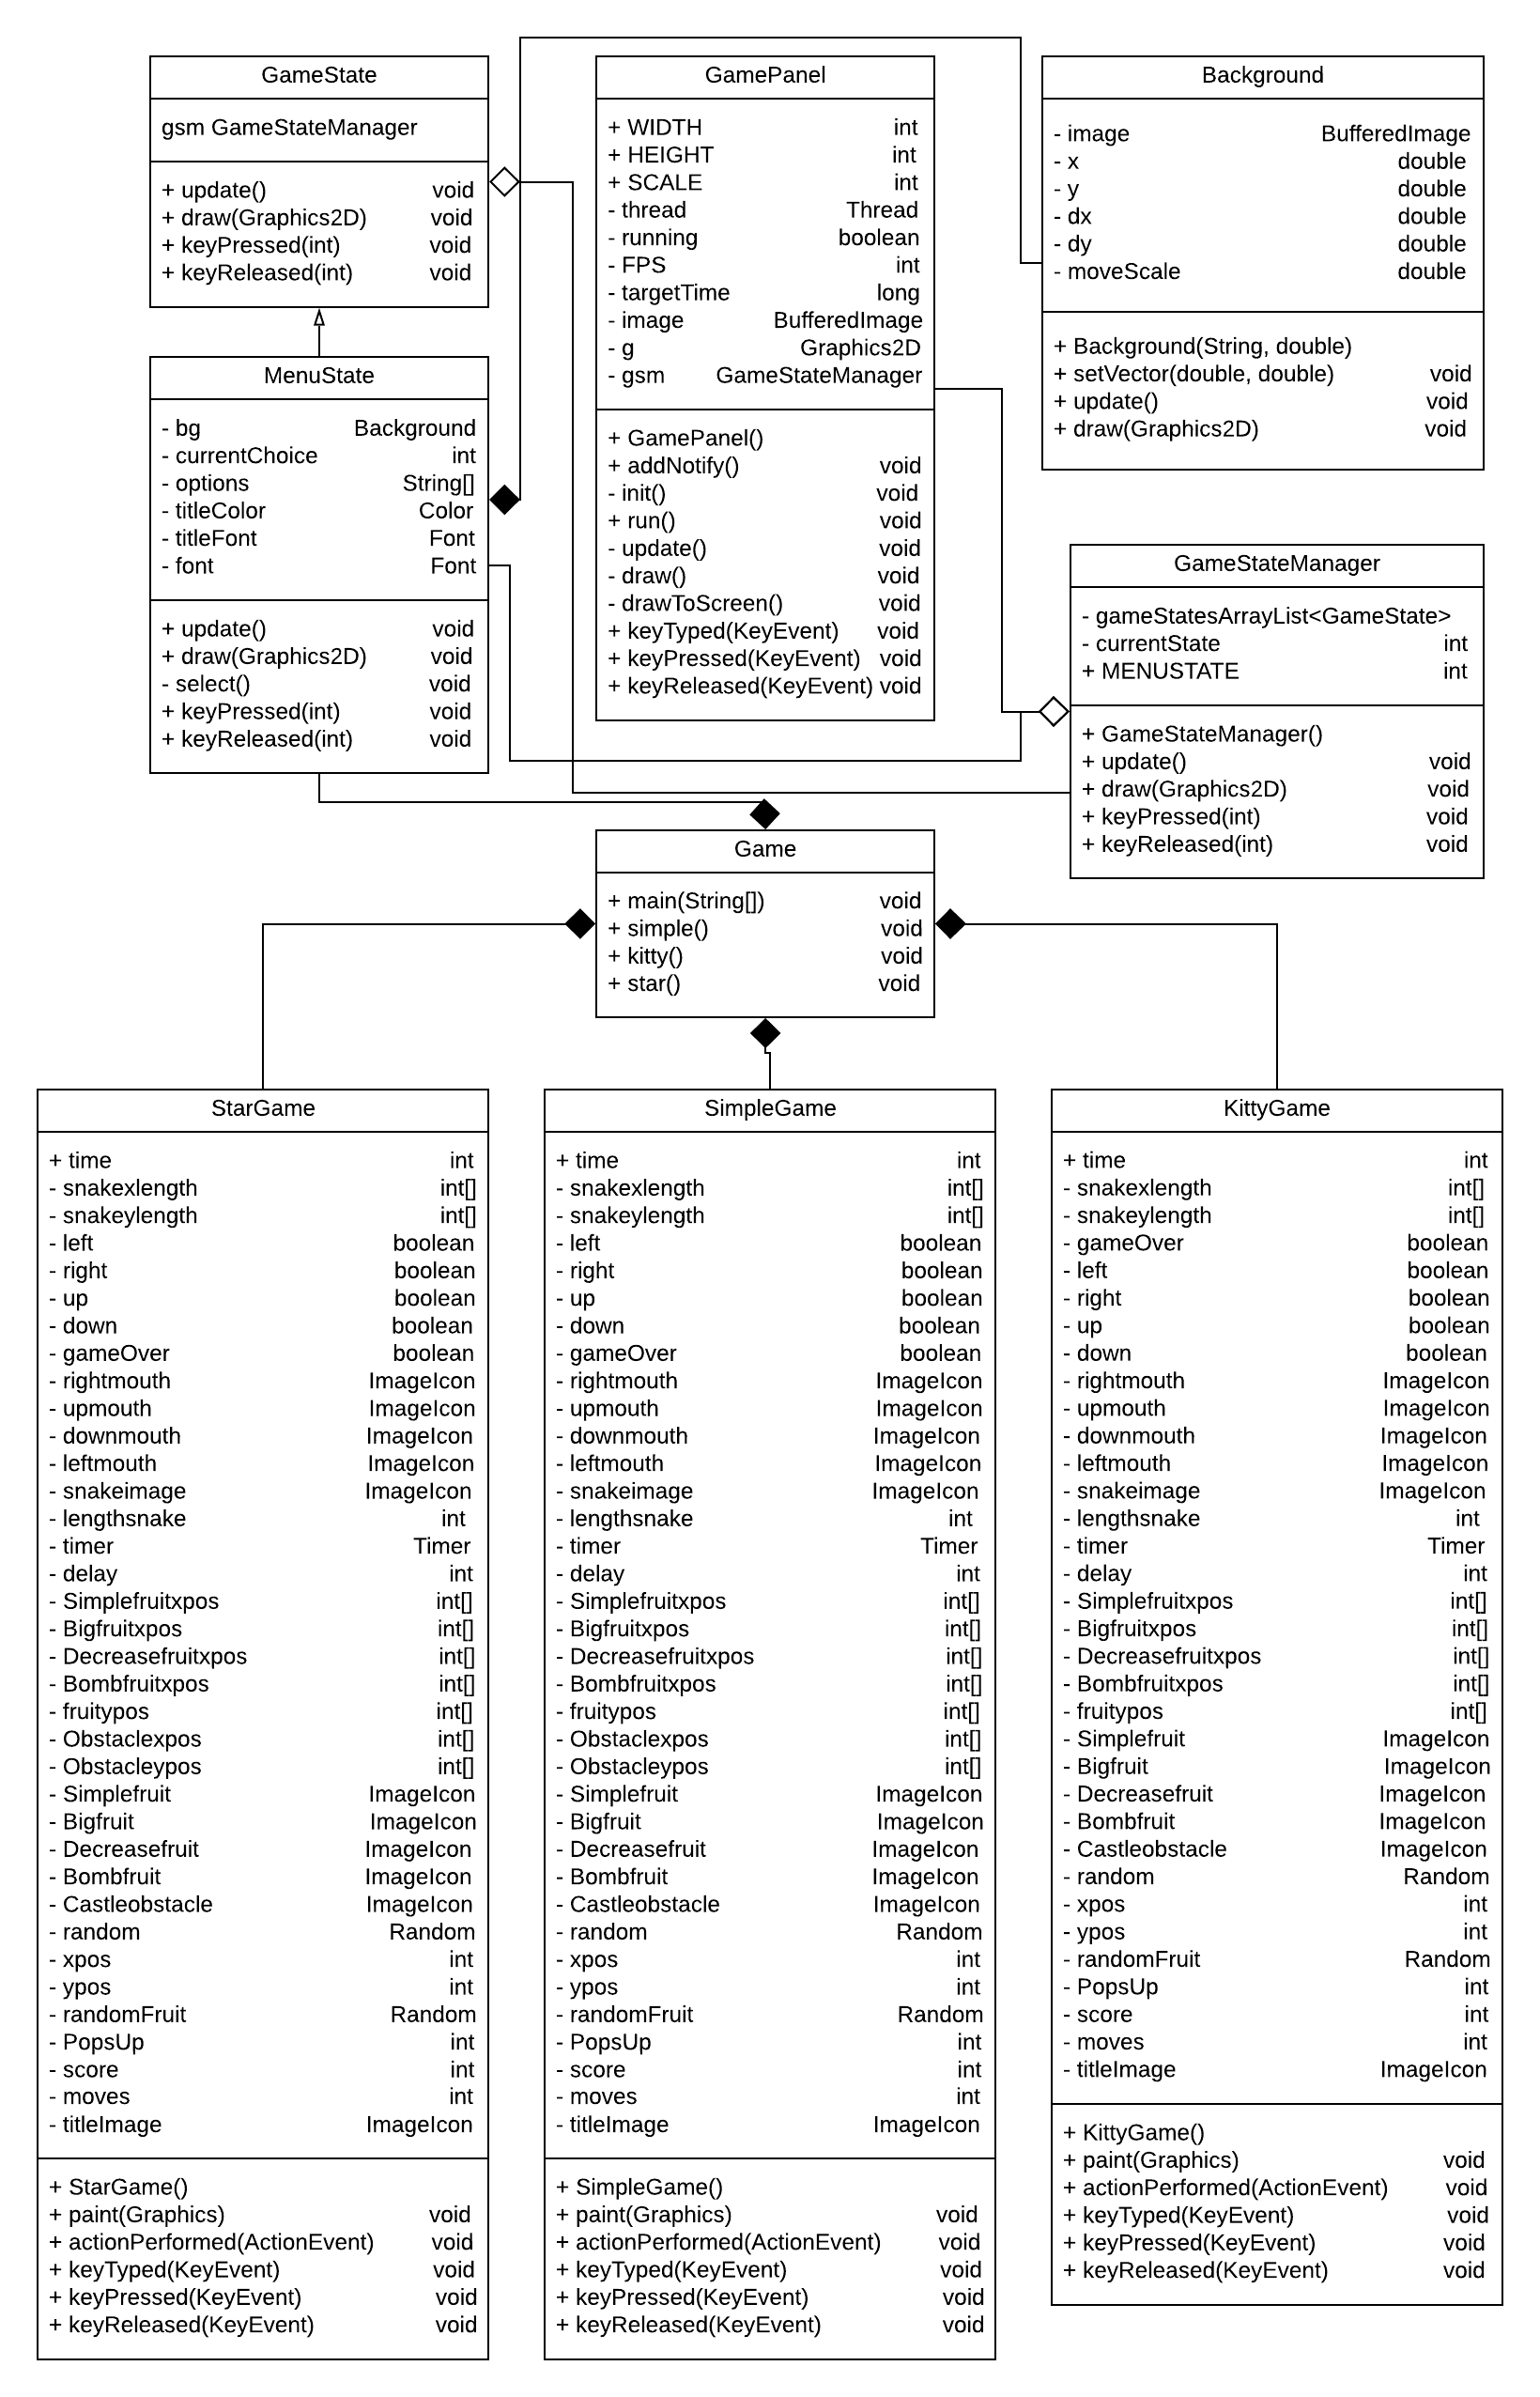 GameState
gsm GameStateManager
+ update() void
+ draw(Graphics2D) void
+ keyPressed(int) void
+ keyReleased(int) void
GamePanel
+ WIDTH int
+ HEIGHT int
+ SCALE int
- thread Thread
- running boolean
- FPS int
- targetTime long
- image BufferedImage
- g Graphics2D
- gsm GameStateManager
+ GamePanel()
+ addNotify() void
- init() void
+ run() void
- update() void
- draw() void
- drawToScreen() void
+ keyTyped(KeyEvent) void
+ keyPressed(KeyEvent) void
+ keyReleased(KeyEvent) void
Background
- image BufferedImage
- x double
- y double
- dx double
- dy double
- moveScale double
+ Background(String, double)
+ setVector(double, double) void
+ update() void
+ draw(Graphics2D) void
MenuState
- bg Background
- currentChoice int
- options String[]
- titleColor Color
- titleFont Font
- font Font
+ update() void
+ draw(Graphics2D) void
- select() void
+ keyPressed(int) void
+ keyReleased(int) void
GameStateManager
- gameStatesArrayList<GameState>
- currentState int
+ MENUSTATE int
+ GameStateManager()
+ update() void
+ draw(Graphics2D) void
+ keyPressed(int) void
+ keyReleased(int) void
Game
+ main(String[]) void
+ simple() void
+ kitty() void
+ star() void
StarGame
+ time int
- snakexlength int[]
- snakeylength int[]
- left boolean
- right boolean
- up boolean
- down boolean
- gameOver boolean
- rightmouth ImageIcon
- upmouth ImageIcon
- downmouth ImageIcon
- leftmouth ImageIcon
- snakeimage ImageIcon
- lengthsnake int
- timer Timer
- delay int
- Simplefruitxpos int[]
- Bigfruitxpos int[]
- Decreasefruitxpos int[]
- Bombfruitxpos int[]
- fruitypos int[]
- Obstaclexpos int[]
- Obstacleypos int[]
- Simplefruit ImageIcon
- Bigfruit ImageIcon
- Decreasefruit ImageIcon
- Bombfruit ImageIcon
- Castleobstacle ImageIcon
- random Random
- xpos int
- ypos int
- randomFruit Random
- PopsUp int
- score int
- moves int
- titleImage ImageIcon
+ StarGame()
+ paint(Graphics) void
+ actionPerformed(ActionEvent) void
+ keyTyped(KeyEvent) void
+ keyPressed(KeyEvent) void
+ keyReleased(KeyEvent) void
SimpleGame
+ time int
- snakexlength int[]
- snakeylength int[]
- left boolean
- right boolean
- up boolean
- down boolean
- gameOver boolean
- rightmouth ImageIcon
- upmouth ImageIcon
- downmouth ImageIcon
- leftmouth ImageIcon
- snakeimage ImageIcon
- lengthsnake int
- timer Timer
- delay int
- Simplefruitxpos int[]
- Bigfruitxpos int[]
- Decreasefruitxpos int[]
- Bombfruitxpos int[]
- fruitypos int[]
- Obstaclexpos int[]
- Obstacleypos int[]
- Simplefruit ImageIcon
- Bigfruit ImageIcon
- Decreasefruit ImageIcon
- Bombfruit ImageIcon
- Castleobstacle ImageIcon
- random Random
- xpos int
- ypos int
- randomFruit Random
- PopsUp int
- score int
- moves int
- titleImage ImageIcon
+ SimpleGame()
+ paint(Graphics) void
+ actionPerformed(ActionEvent) void
+ keyTyped(KeyEvent) void
+ keyPressed(KeyEvent) void
+ keyReleased(KeyEvent) void
KittyGame
+ time int
- snakexlength int[]
- snakeylength int[]
- gameOver boolean
- left boolean
- right boolean
- up boolean
- down boolean
- rightmouth ImageIcon
- upmouth ImageIcon
- downmouth ImageIcon
- leftmouth ImageIcon
- snakeimage ImageIcon
- lengthsnake int
- timer Timer
- delay int
- Simplefruitxpos int[]
- Bigfruitxpos int[]
- Decreasefruitxpos int[]
- Bombfruitxpos int[]
- fruitypos int[]
- Simplefruit ImageIcon
- Bigfruit ImageIcon
- Decreasefruit ImageIcon
- Bombfruit ImageIcon
- Castleobstacle ImageIcon
- random Random
- xpos int
- ypos int
- randomFruit Random
- PopsUp int
- score int
- moves int
- titleImage ImageIcon
+ KittyGame()
+ paint(Graphics) void
+ actionPerformed(ActionEvent) void
+ keyTyped(KeyEvent) void
+ keyPressed(KeyEvent) void
+ keyReleased(KeyEvent) void